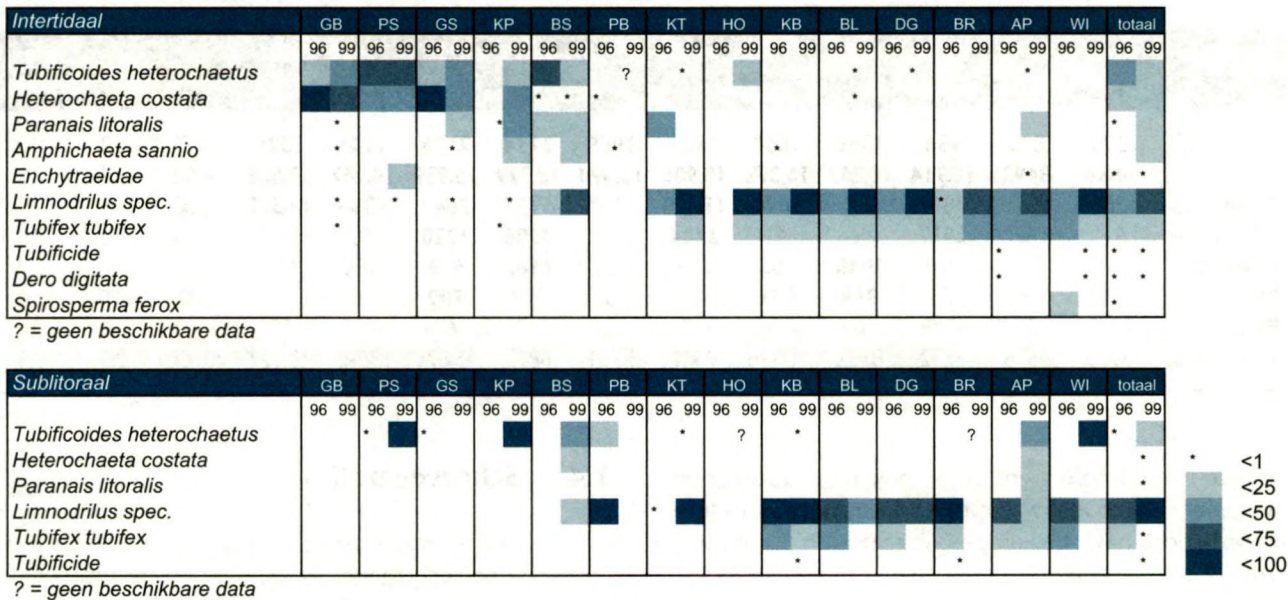 Intertidaal GB PS GS KP BS PB KT HO KB BL DG BR AP WI totaal
96 99 96 99 96 99 96 99 96 99 96 99 96 99 96 99 96 99 96 99 96 99 96 99 96 99 96 99 96 99
Tubificoides heterochaetus ? * * * *
Heterochaeta costata * * *
Paranais litoralis * * *
Amphichaeta sannio
Enchytraeidae
Limnodrilus spec. * * *
Tubifex tubifex * *
Tubificide * * * *
Dero digitata * * * *
Spirosperma ferox *
? = geen beschikbare data
Sublitoraal GB PS GS KP BS PB KT HO KB BL DG BR AP WI totaal
96 99 96 99 96 99 96 99 96 99 96 99 96 99 96 99 96 99 96 99 96 99 96 99 96 99 96 99 96 99
Tubificoides heterochaetus * * * ? * ? *
Heterochaeta costata * * <1
Paranais litoralis <25
Limnodrilus spec. * <50
Tubifex tubifex * <75
Tubificide * * * <100
? = geen beschikbare data